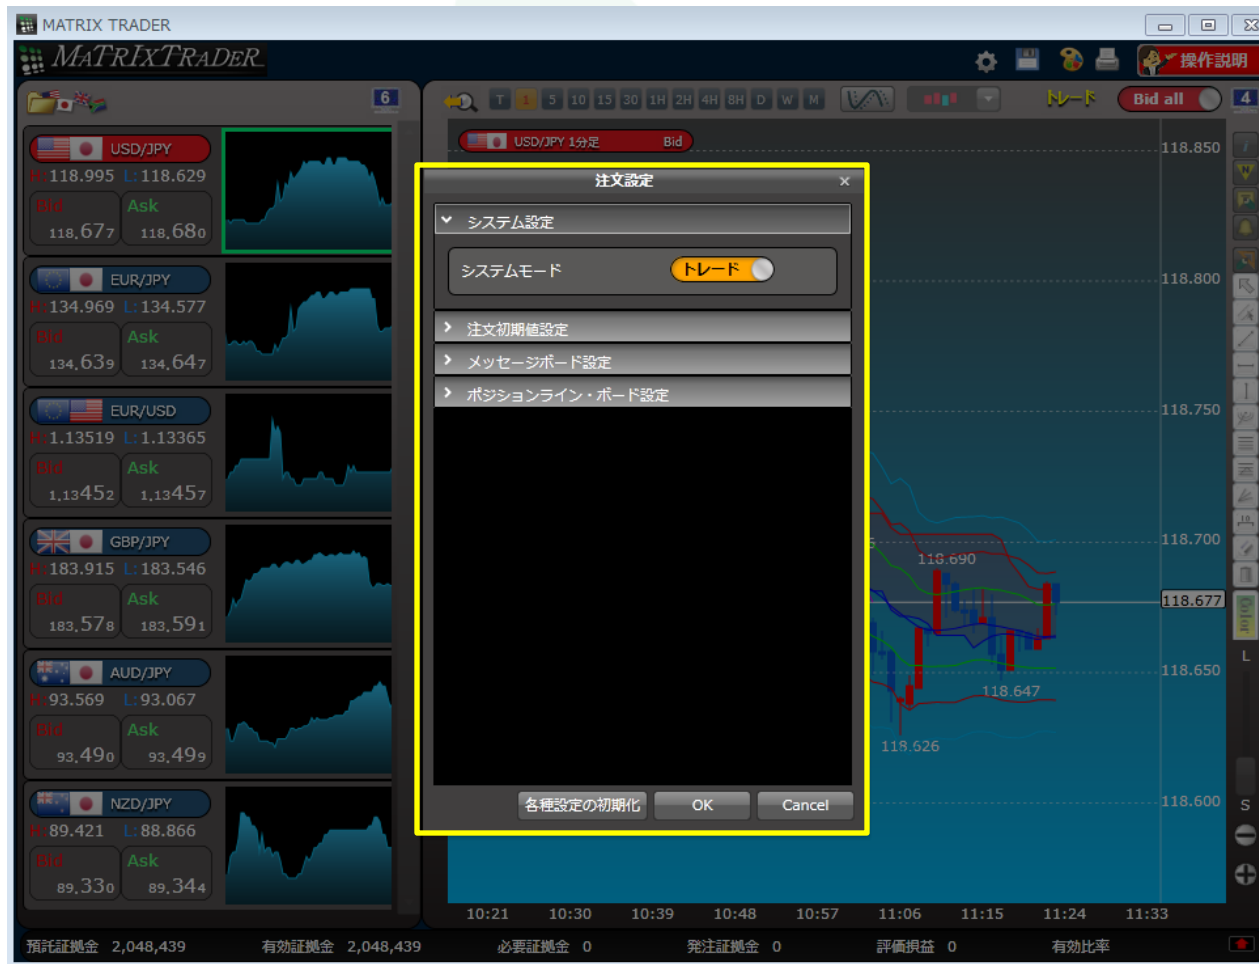 MATRIX TRADER
MATRIXTRADER
操作説明
6
T 1 5 10 15 30 1H 2H 4H 8H D W M
トレード
Bid all
4
USD/JPY
H:118.995 L:118.629
Bid Ask
118.677 118.680
EUR/JPY
H:134.969 L:134.577
Bid Ask
134.639 134.647
EUR/USD
H:1.13519 L:1.13365
Bid Ask
1.13452 1.13457
GBP/JPY
H:183.915 L:183.546
Bid Ask
183.578 183.591
AUD/JPY
H:93.569 L:93.067
Bid Ask
93.490 93.499
NZD/JPY
H:89.421 L:88.866
Bid Ask
89.330 89.344
USD/JPY 1分足 Bid
注文設定
システム設定
システムモード トレード
注文初期値設定
メッセージボード設定
ポジションライン・ボード設定
各種設定の初期化 OK Cancel
118.690
118.647
118.626
118.850
118.800
118.750
118.700
118.677
118.650
118.600
Color
L
S
10:21 10:30 10:39 10:48 10:57 11:06 11:15 11:24 11:33
預託証拠金 2,048,439 有効証拠金 2,048,439 必要証拠金 0 発注証拠金 0 評価損益 0 有効比率